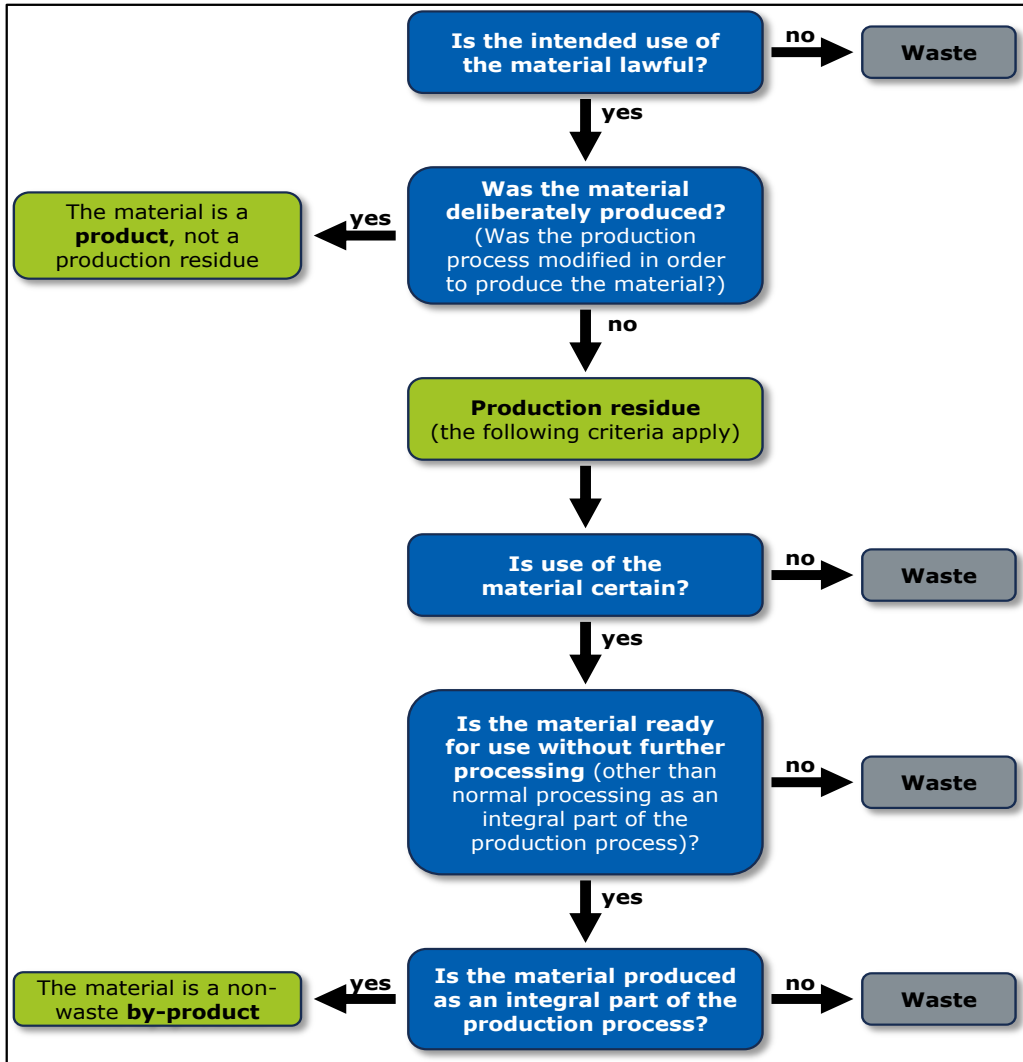 Is the intended use of
the material lawful?
no
Waste
yes
Was the material
deliberately produced?
(Was the production
process modified in order
to produce the material?)
yes
The material is a
product, not a
production residue
no
Production residue
(the following criteria apply)
Is use of the
material certain?
no
Waste
yes
Is the material ready
for use without further
processing (other than
normal processing as an
integral part of the
production process)?
no
Waste
yes
Is the material produced
as an integral part of the
production process?
yes
The material is a non-
waste by-product
no
Waste